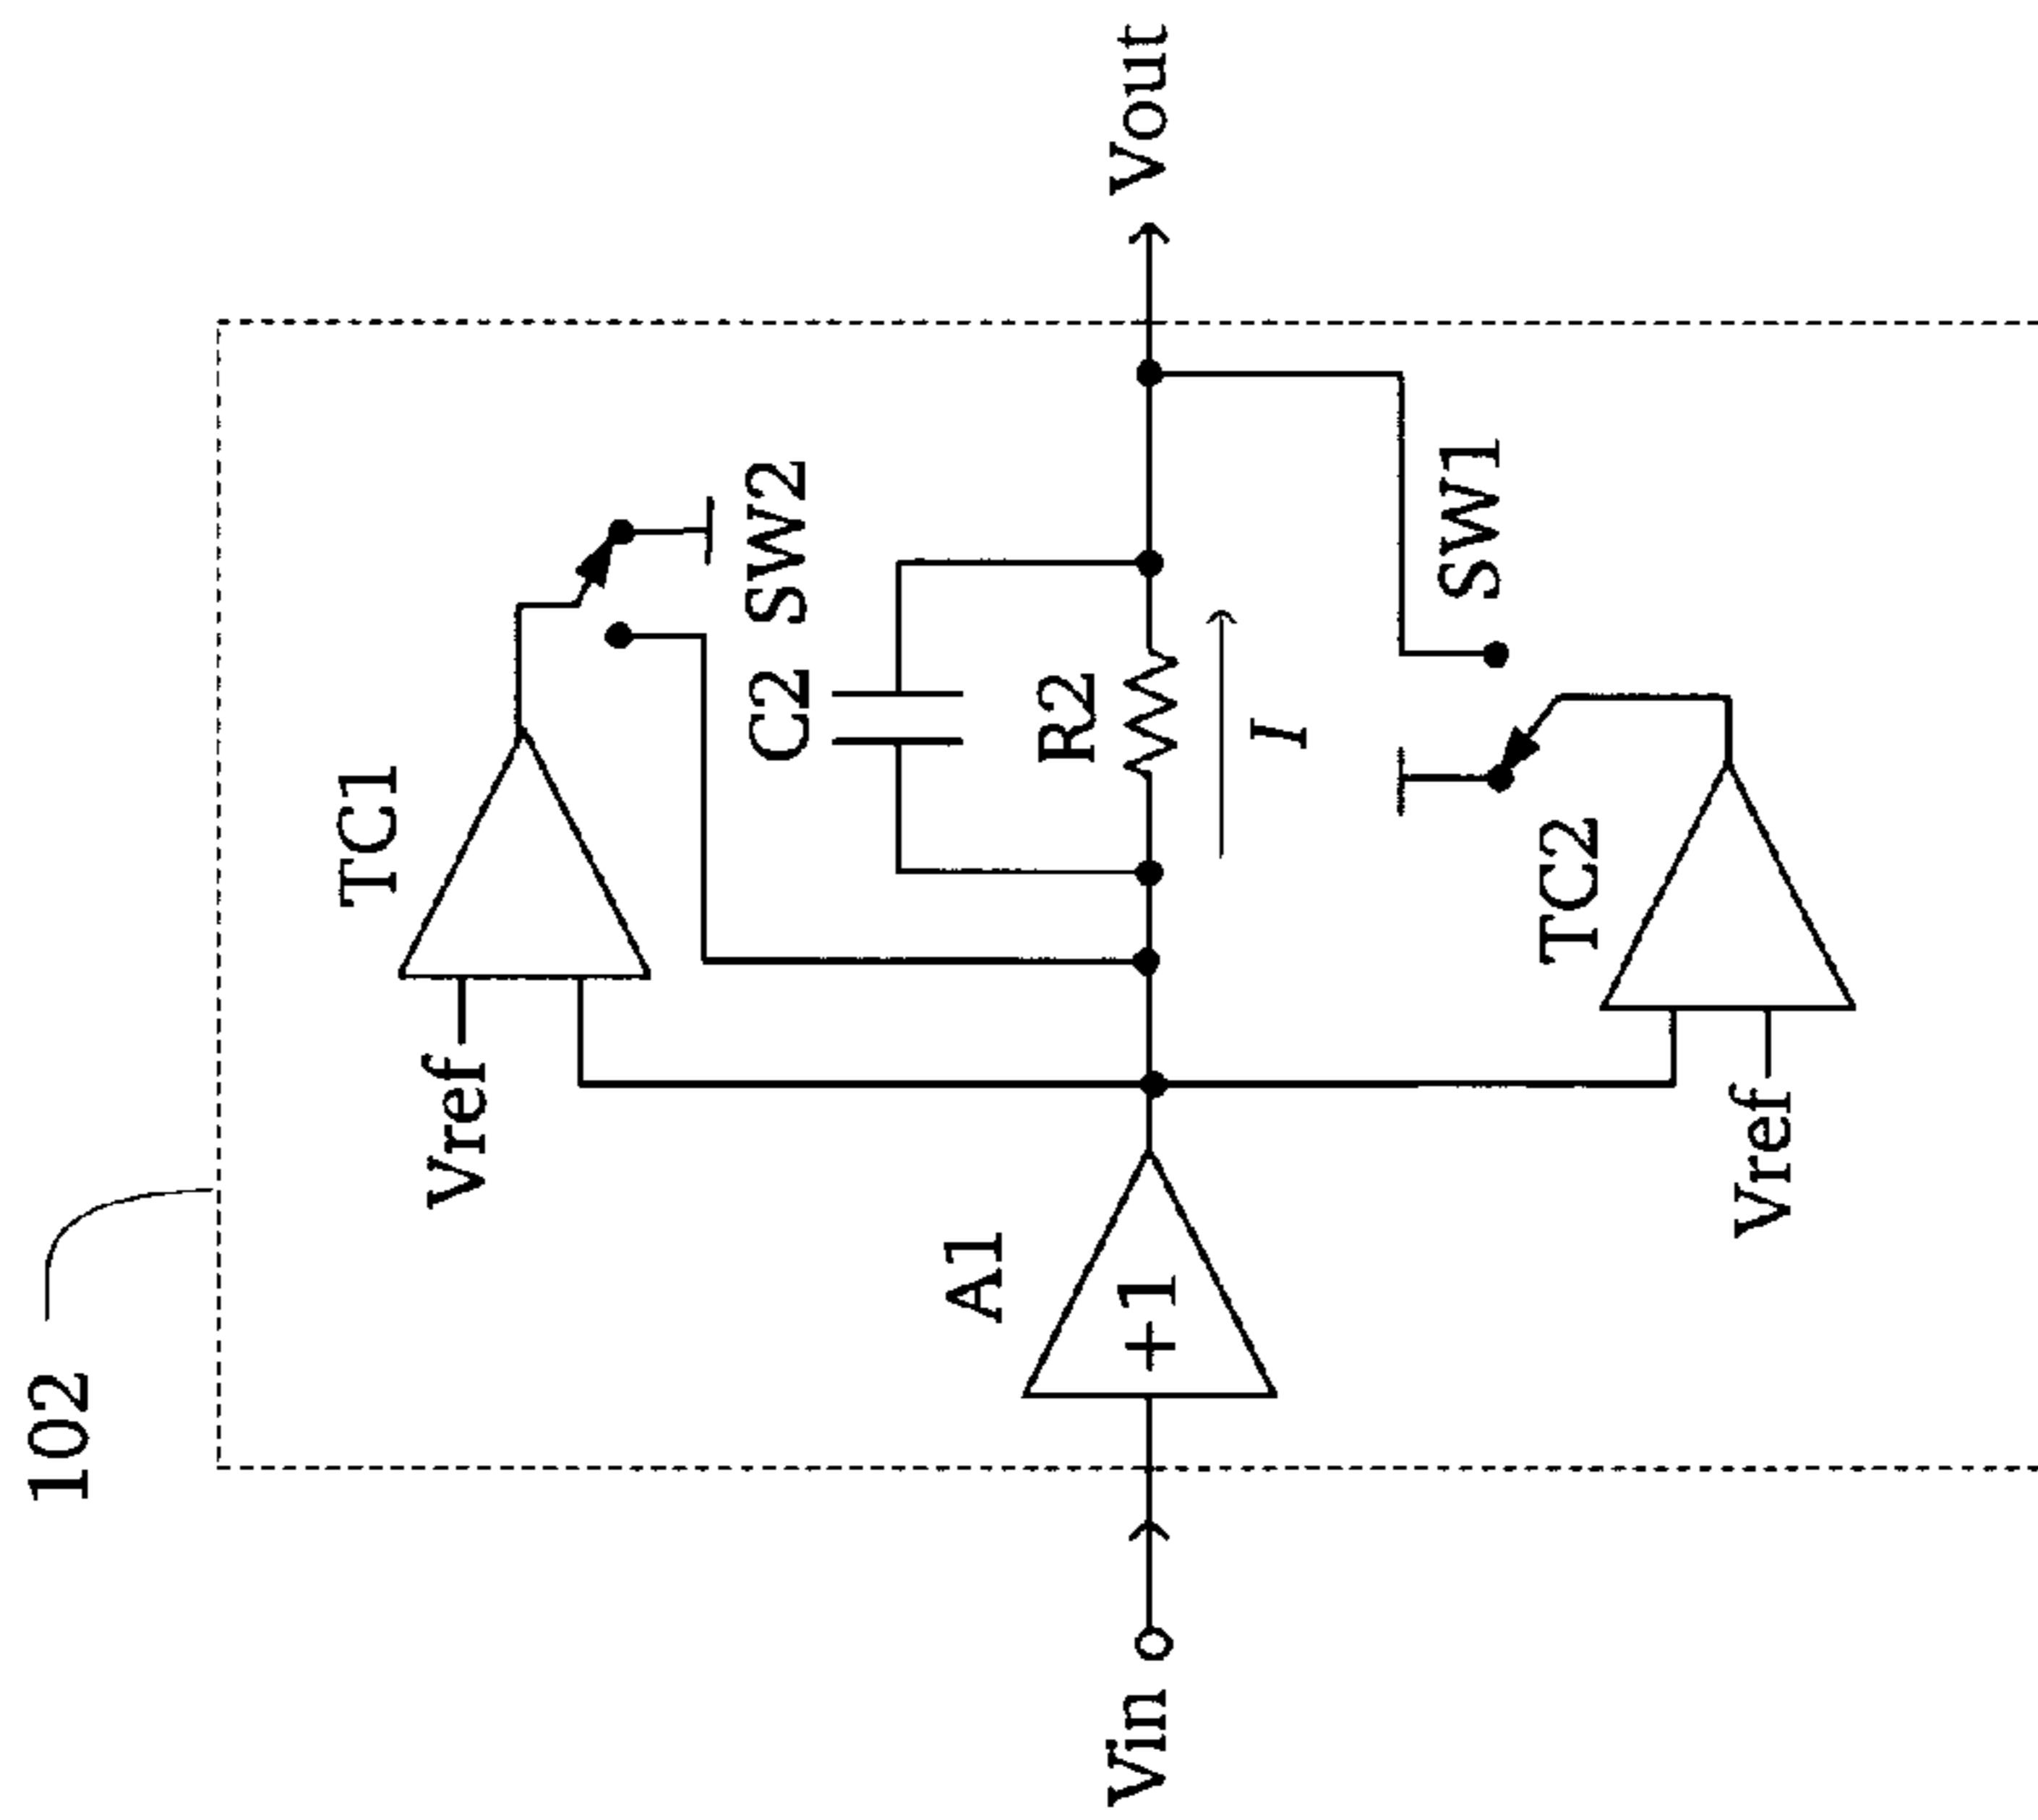 102
TC1
Vref
SW2
C2
A1
+1
R2
I
Vin
Vout
SW1
TC2
Vref